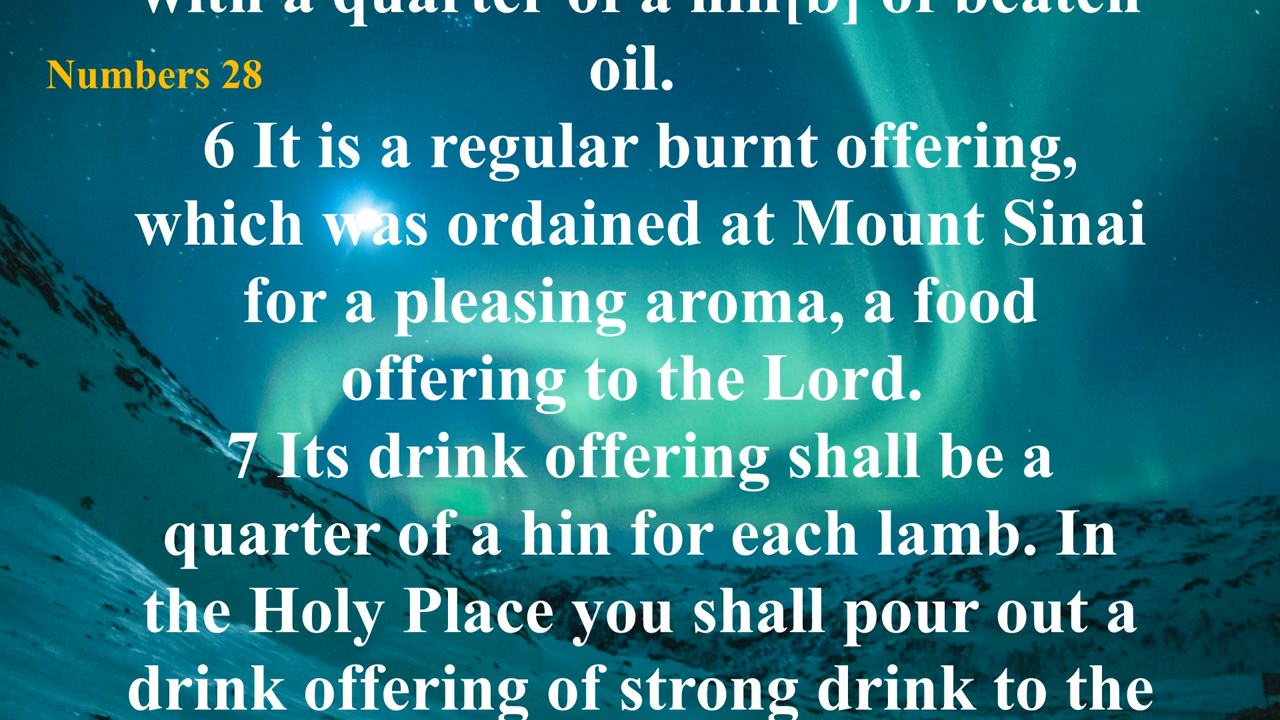 with a quarter of a hin[b] of beaten
Numbers 28
oil.
6 It is a regular burnt offering,
which was ordained at Mount Sinai
for a pleasing aroma, a food
offering to the Lord.
7 Its drink offering shall be a
quarter of a hin for each lamb. In
the Holy Place you shall pour out a
drink offering of strong drink to the